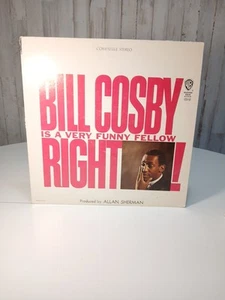 BILL COSBY
IS A VERY FUNNY FELLOW
RIGHT!
Produced by ALLAN SHERMAN